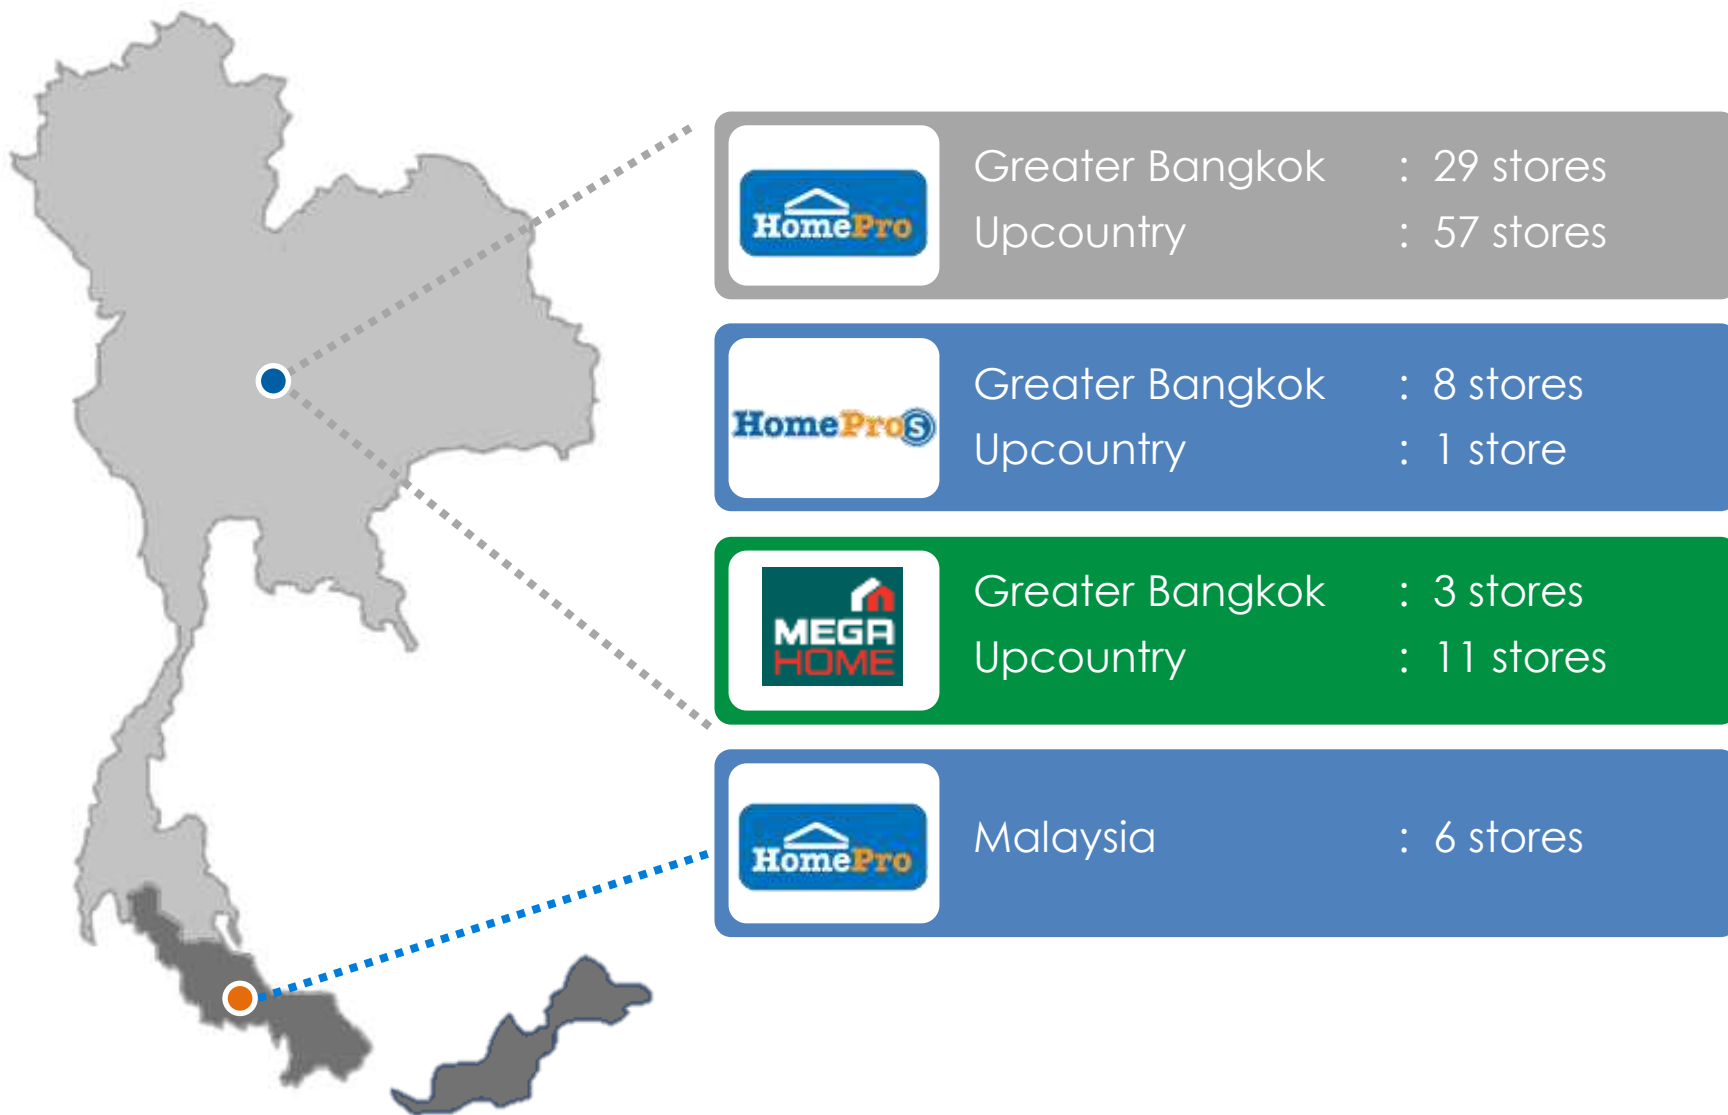 HomePro
Greater Bangkok : 29 stores
Upcountry : 57 stores
HomePro S
Greater Bangkok : 8 stores
Upcountry : 1 store
MEGA
HOME
Greater Bangkok : 3 stores
Upcountry : 11 stores
HomePro
Malaysia : 6 stores